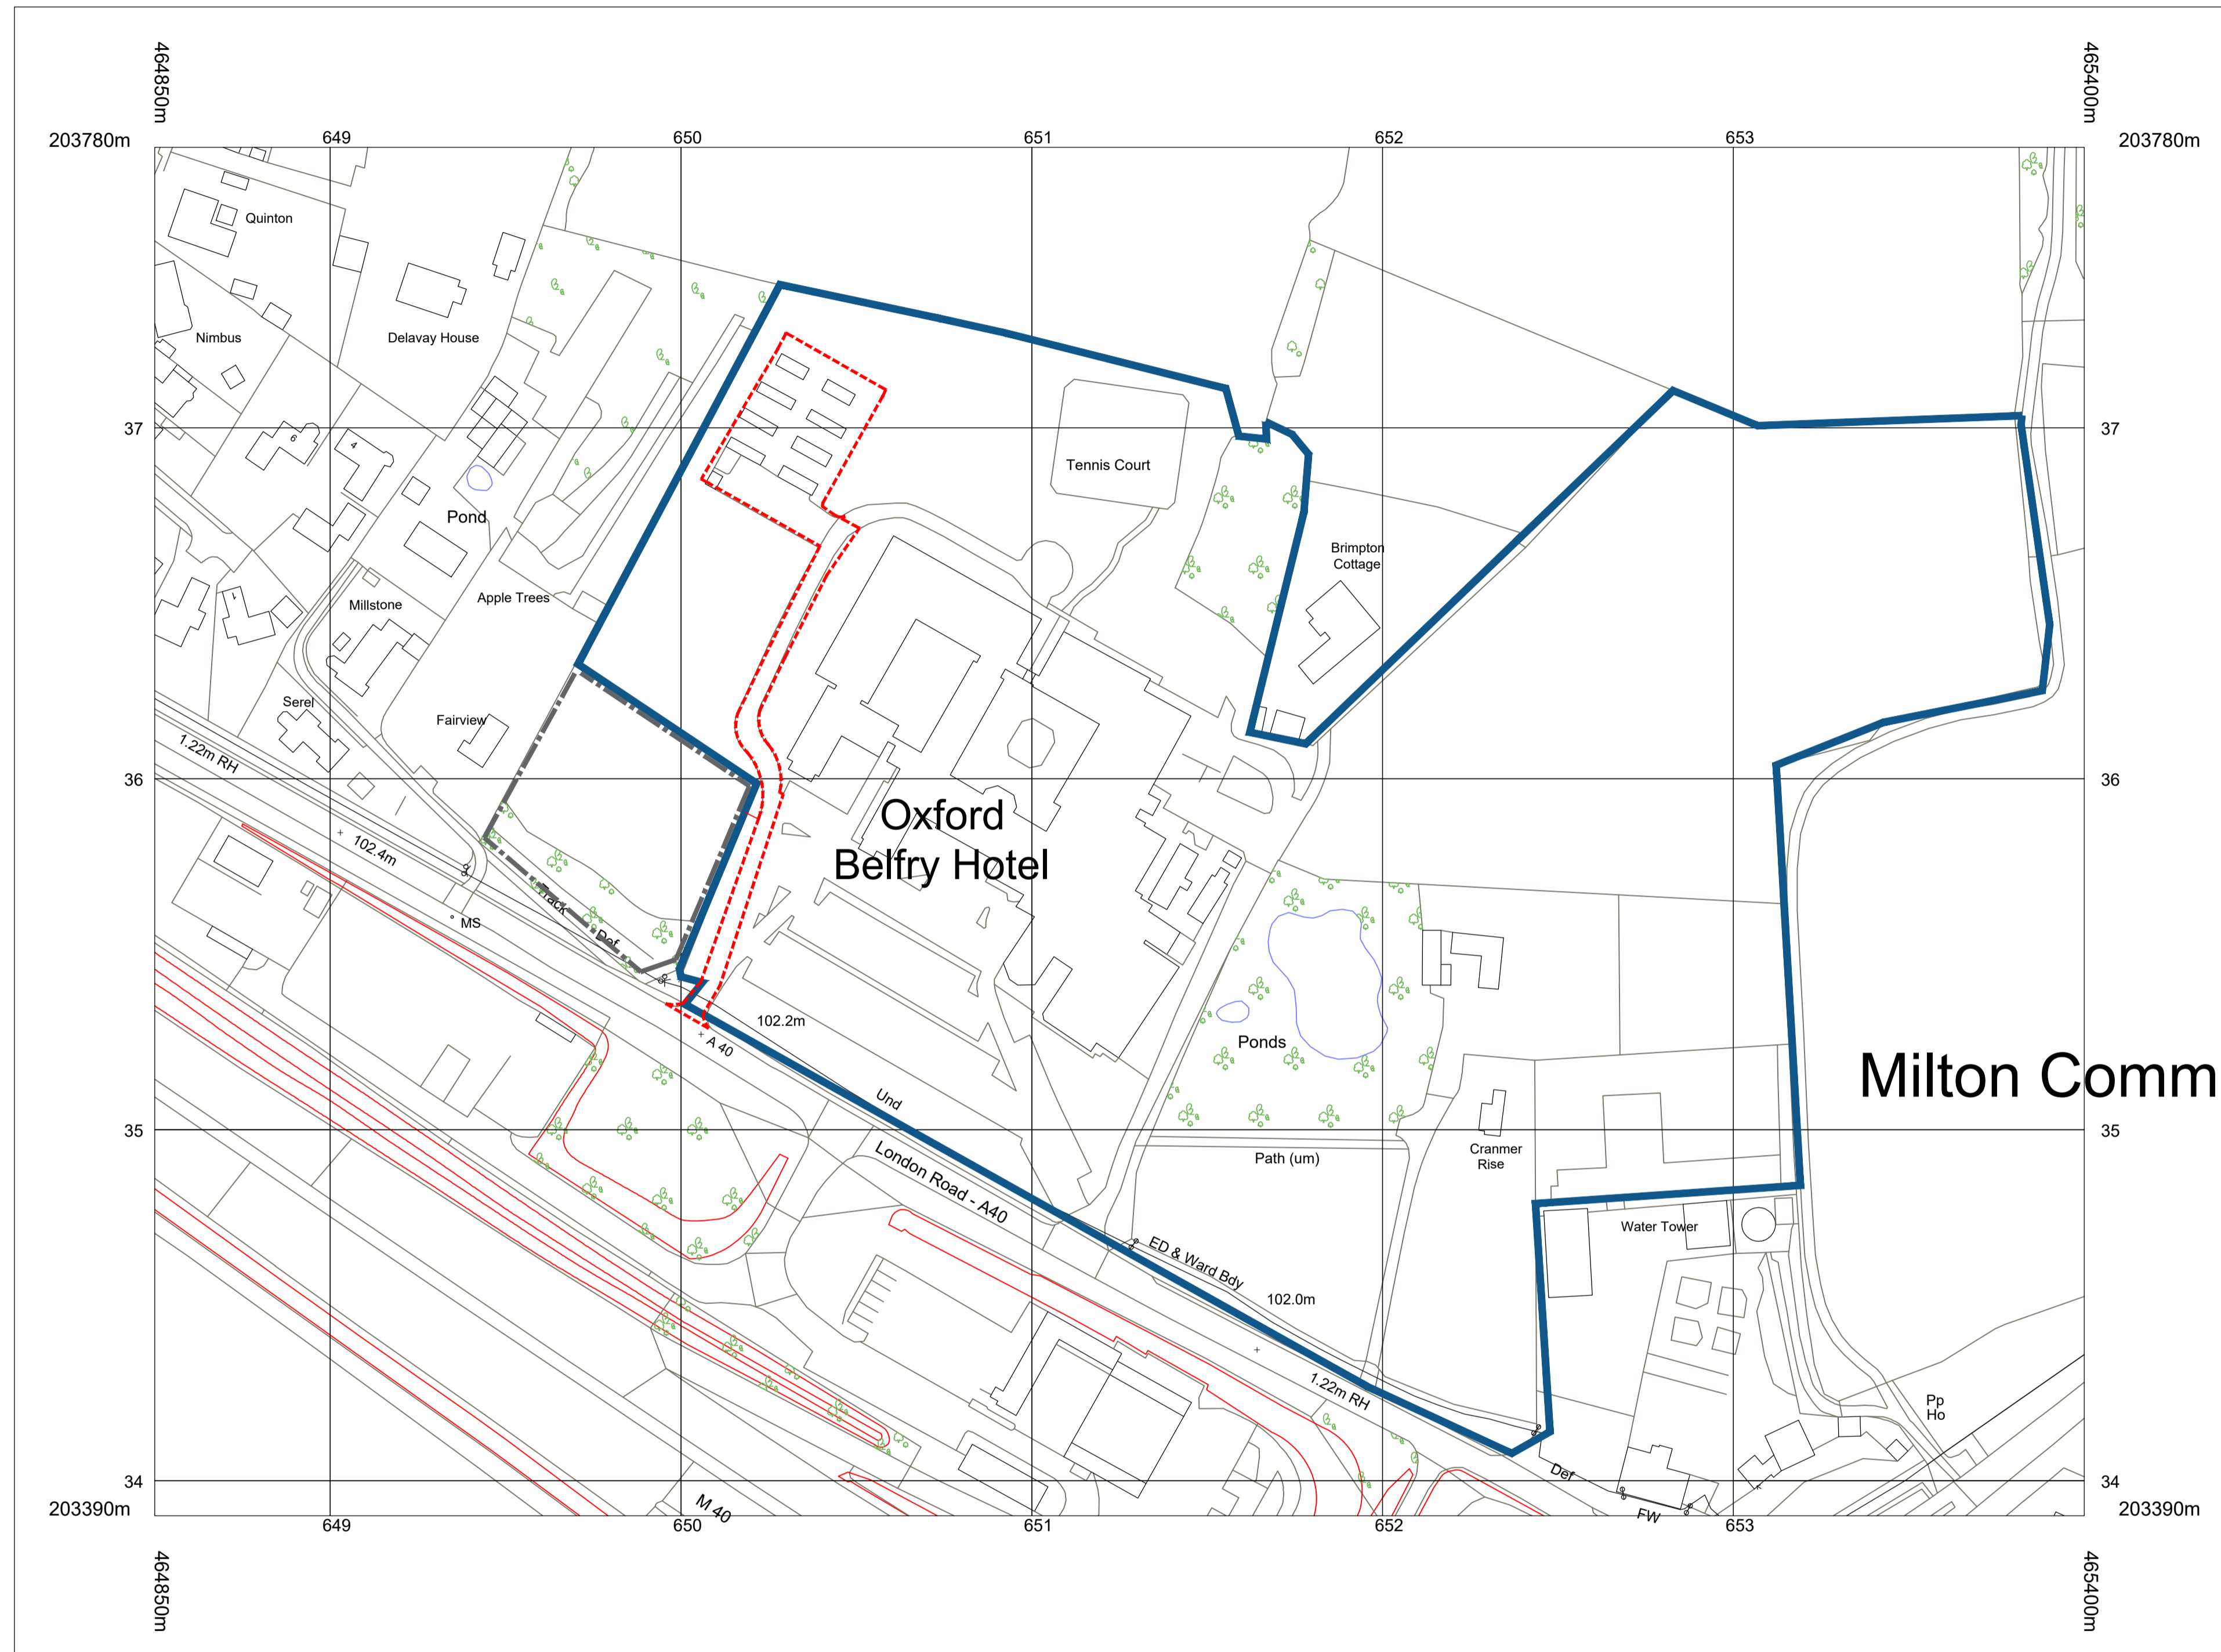 464850m
465400m
203780m
649
650
651
652
653
203780m
Quinton
Nimbus
Delavay House
37
37
6
4
Tennis Court
Pond
Brimpton
Cottage
Apple Trees
Millstone
1
Serel
Fairview
1.22m RH
36
36
Oxford
Belfry Hotel
102.4m
Track
MS
Def
102.2m
A 40
Ponds
Milton Comm
Und
35
35
London Road - A40
Path (um)
Cranmer
Rise
Water Tower
ED & Ward Bdy
102.0m
1.22m RH
Pp
Ho
34
Def
34
203390m
M 40
FW
203390m
649
650
651
652
653
464850m
465400m